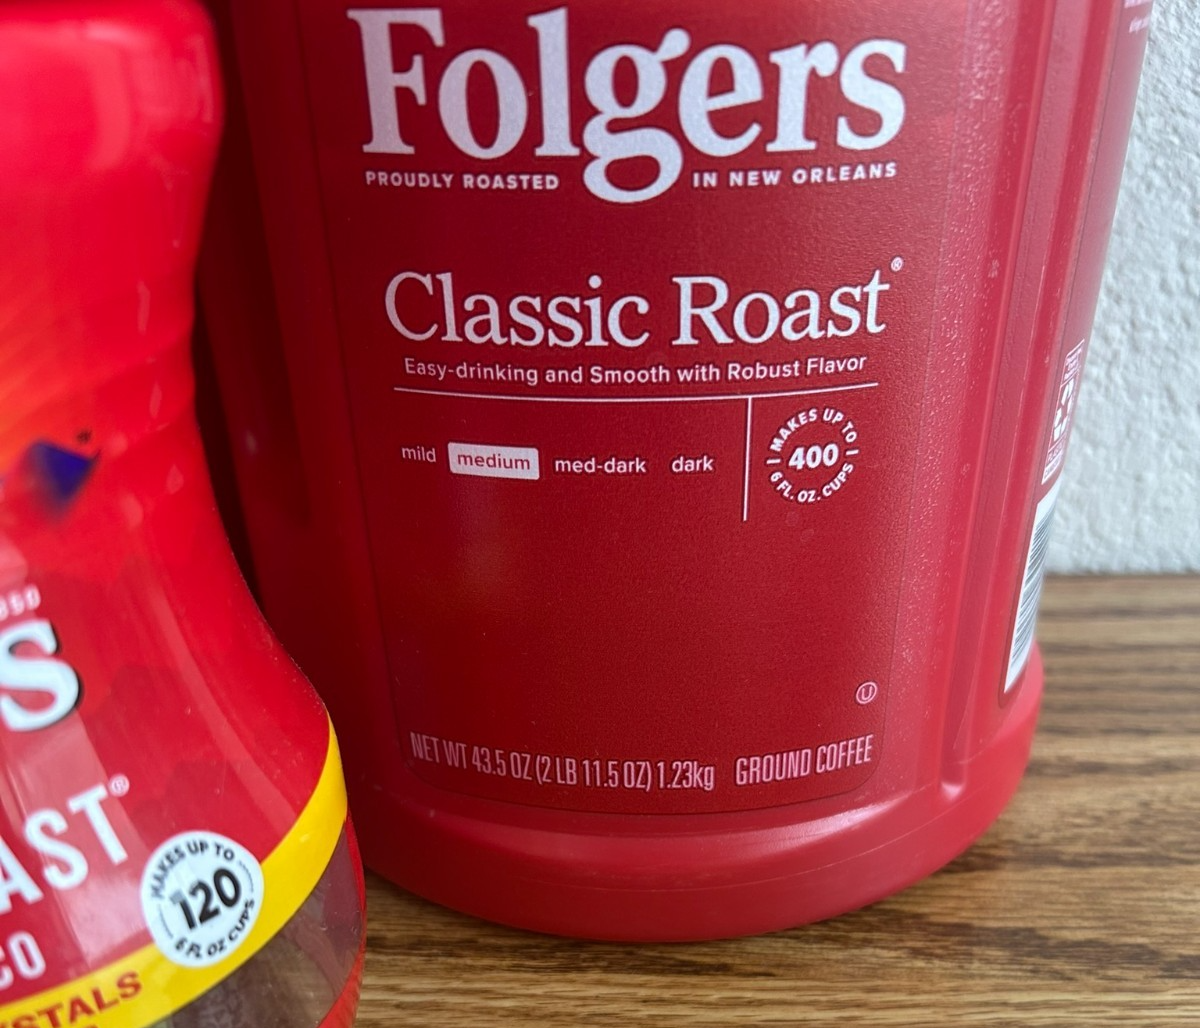 Folgers
PROUDLY ROASTED IN NEW ORLEANS
Classic Roast®
Easy-drinking and Smooth with Robust Flavor
mild medium med-dark dark
MAKES UP TO
400
6 FL. OZ. CUPS
U
NET WT 43.5 OZ (2 LB 11.5 OZ) 1.23kg GROUND COFFEE
S
AST®
MAKES UP TO
120
6 FL OZ CUPS
CO
STALS